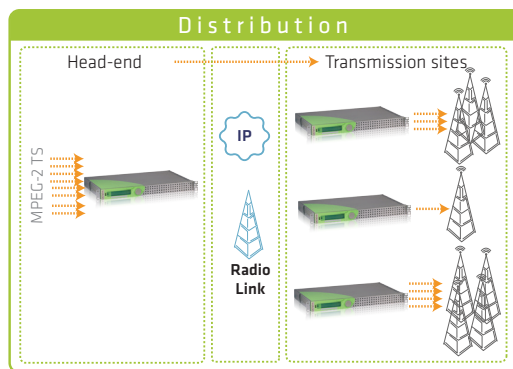 Distribution
Head-end
Transmission sites
MPEG-2 TS
IP
Radio
Link